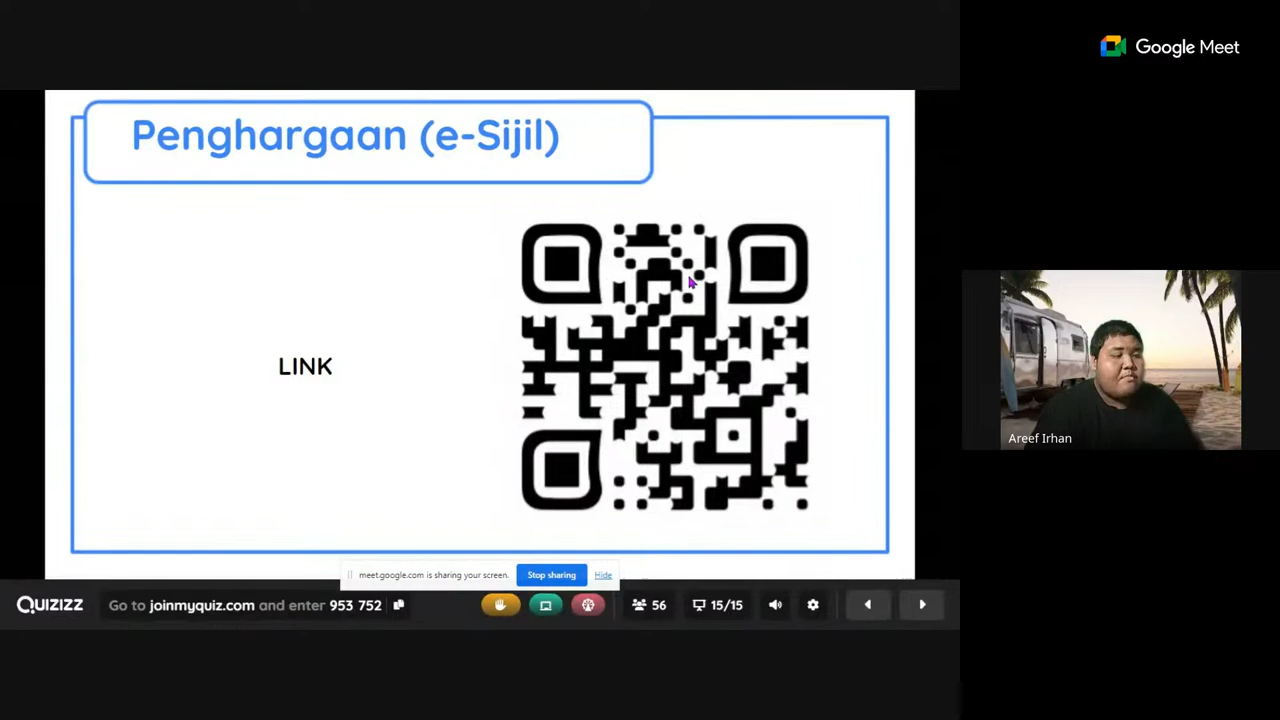 Google Meet
Penghargaan (e-Sijil)
LINK
Areef Irhan
meet.google.com is sharing your screen.
Stop sharing
Hide
QUIZIZZ
Go to joinmyquiz.com and enter 953 752
56
15/15